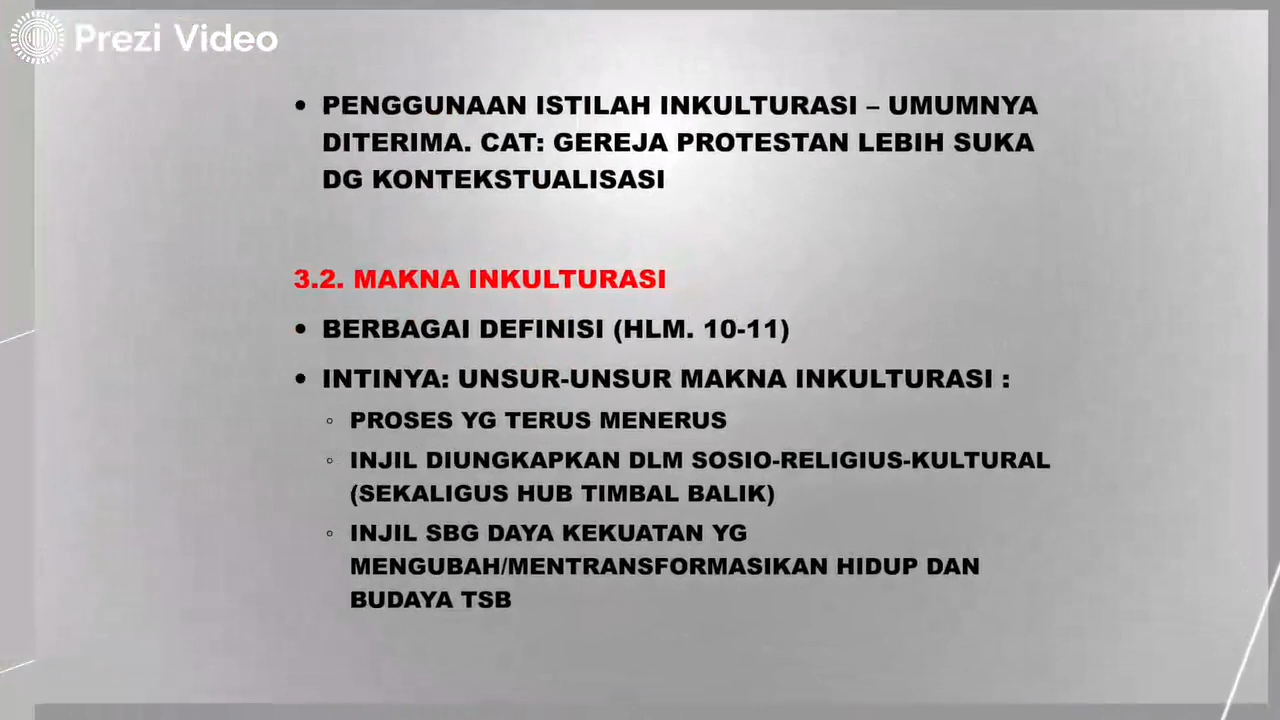 Prezi Video
• PENGGUNAAN ISTILAH INKULTURASI – UMUMNYA
DITERIMA. CAT: GEREJA PROTESTAN LEBIH SUKA
DG KONTEKSTUALISASI
3.2. MAKNA INKULTURASI
• BERBAGAI DEFINISI (HLM. 10-11)
• INTINYA: UNSUR-UNSUR MAKNA INKULTURASI :
◦ PROSES YG TERUS MENERUS
◦ INJIL DIUNGKAPKAN DLM SOSIO-RELIGIUS-KULTURAL
(SEKALIGUS HUB TIMBAL BALIK)
◦ INJIL SBG DAYA KEKUATAN YG
MENGUBAH/MENTRANSFORMASIKAN HIDUP DAN
BUDAYA TSB